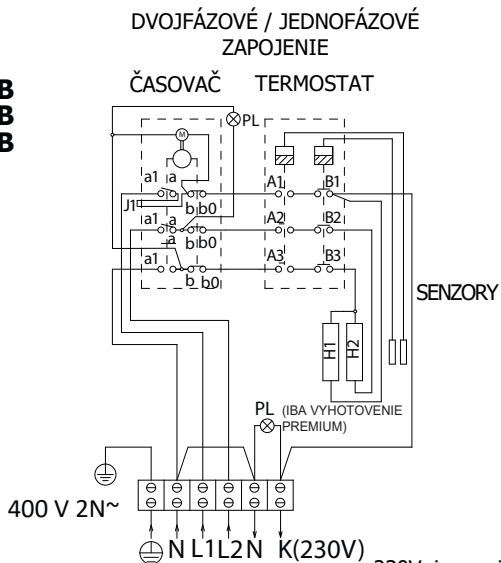 DVOJFÁZOVÉ / JEDNOFÁZOVÉ
ZAPOJENIE
B
B
B
ČASOVAČ TERMOSTAT
PL
M
a1 a
A1 B1
J1
b b0
a1 a
A2 B2
b b0
a1 a
A3 B3
b b0
SENZORY
H1 H2
PL (IBA VYHOTOVENIE
PREMIUM)
400 V 2N~
N L1 L2 N K(230V)